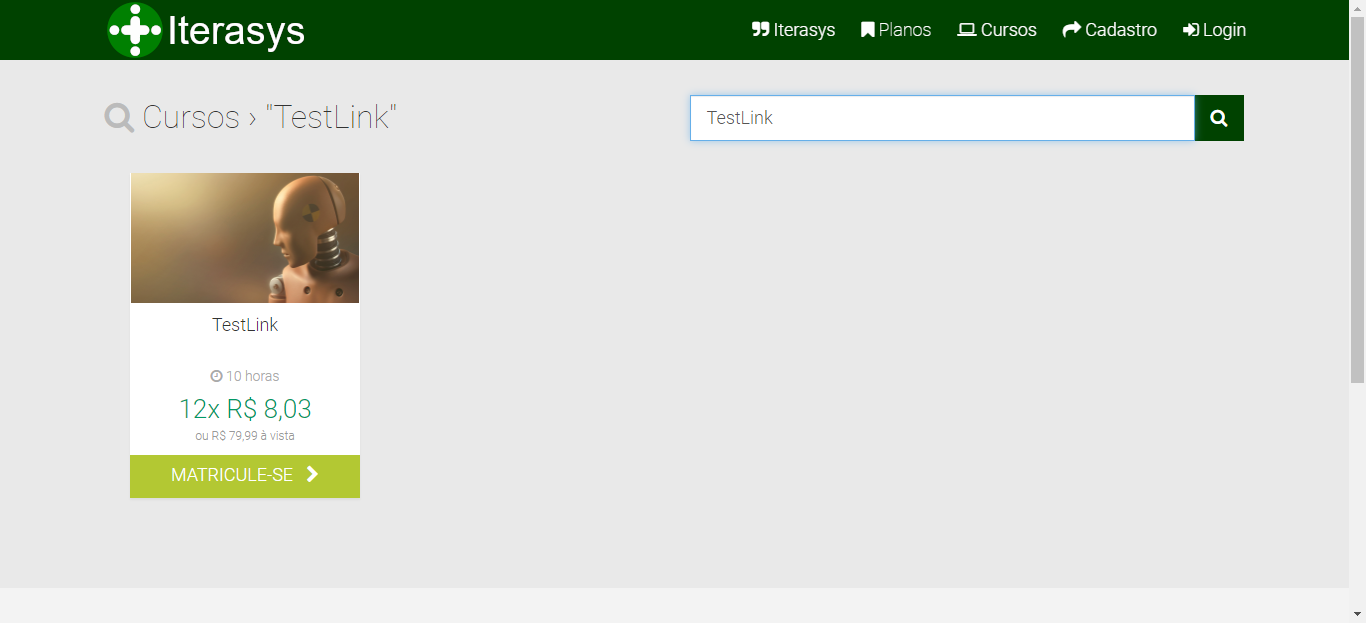 Iterasys
Iterasys Planos Cursos Cadastro Login
Cursos › "TestLink"
TestLink
TestLink
10 horas
12x R$ 8,03
ou R$ 79,99 à vista
MATRICULE-SE